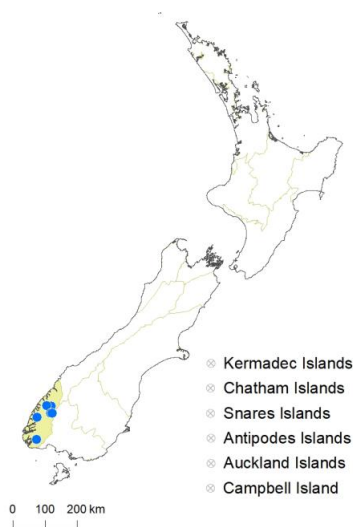 Kermadec Islands
Chatham Islands
Snares Islands
Antipodes Islands
Auckland Islands
Campbell Island
0 100 200 km